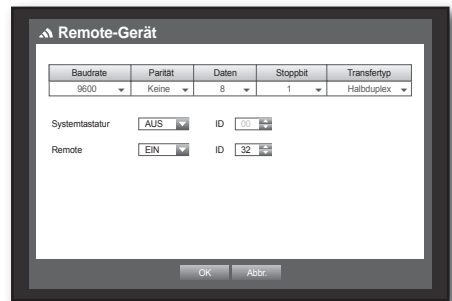 Remote-Gerät
Baudrate Parität Daten Stoppbit Transfertyp
9600 Keine 8 1 Halbduplex
Systemtastatur AUS ID 00
Remote EIN ID 32
OK Abbr.